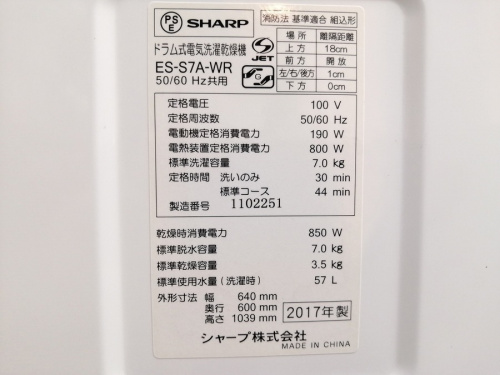 PSE SHARP
ドラム式電気洗濯乾燥機
ES-S7A-WR
50/60 Hz共用
JET
G
消防法 基準適合 組込形
場所 離隔距離
上方 18cm
前方 開放
左/右/後方 1cm
下方 0cm
定格電圧 100 V
定格周波数 50/60 Hz
電動機定格消費電力 190 W
電熱装置定格消費電力 800 W
標準洗濯容量 7.0 kg
定格時間 洗いのみ 30 min
標準コース 44 min
製造番号 1102251
乾燥時消費電力 850 W
標準脱水容量 7.0 kg
標準乾燥容量 3.5 kg
標準使用水量(洗濯時) 57 L
外形寸法 幅 640 mm
奥行 600 mm
高さ 1039 mm
2017年製
シャープ株式会社
MADE IN CHINA